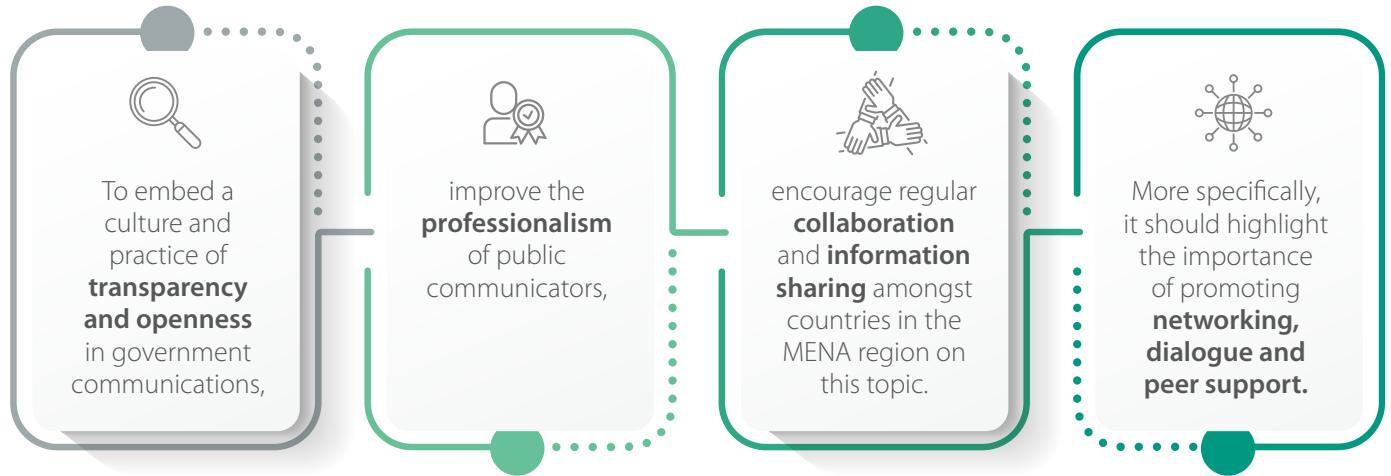 To embed a
culture and
practice of
transparency
and openness
in government
communications,
improve the
professionalism
of public
communicators,
encourage regular
collaboration
and information
sharing amongst
countries in the
MENA region on
this topic.
More specifically,
it should highlight
the importance
of promoting
networking,
dialogue and
peer support.